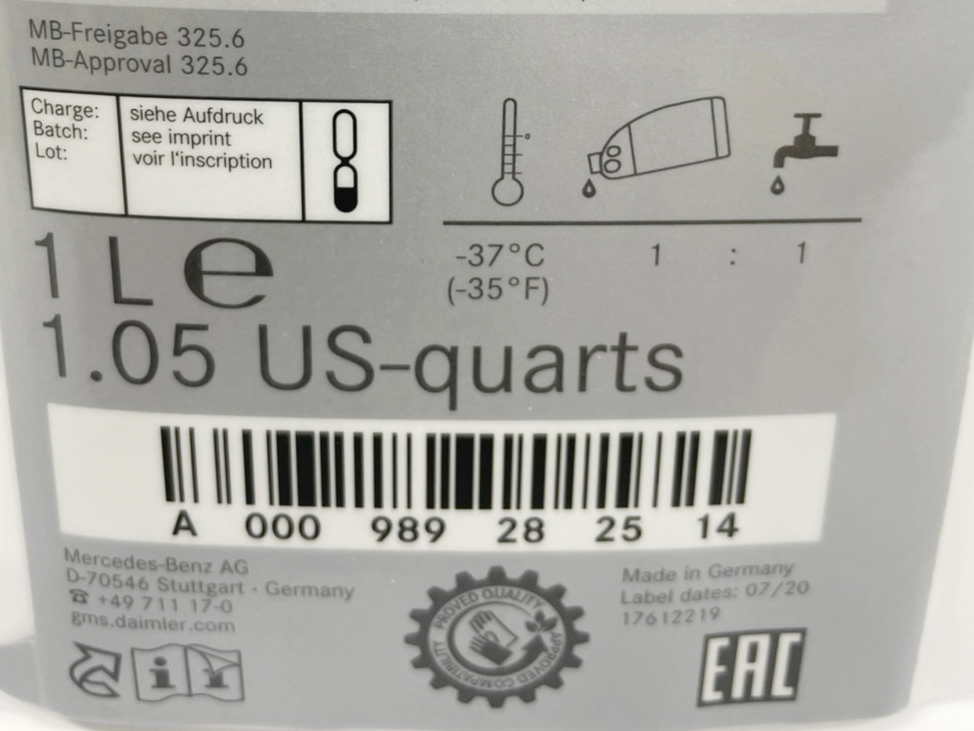 MB-Freigabe 325.6
MB-Approval 325.6
Charge:
Batch:
Lot:
siehe Aufdruck
see imprint
voir l'inscription
-37°C 1 : 1
(-35°F)
1 L e
1.05 US-quarts
A 000 989 28 25 14
Mercedes-Benz AG
D-70546 Stuttgart · Germany
☎ +49 711 17-0
gms.daimler.com
PROVED QUALITY
APPROVED COMPATIBILITY
Made in Germany
Label dates: 07/20
17612219
EAC